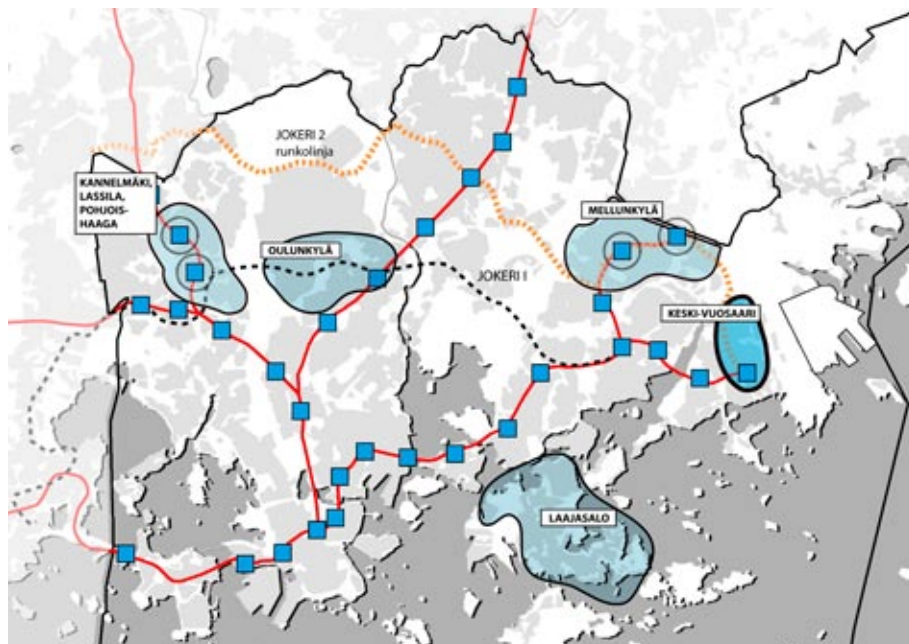 JOKERI 2
runkolinja
KANNELMÄKI,
LASSILA,
POHJOIS-
HAAGA
OULUNKYLÄ
MELLUNKYLÄ
JOKERI I
KESKI-VUOSAARI
LAAJASALO